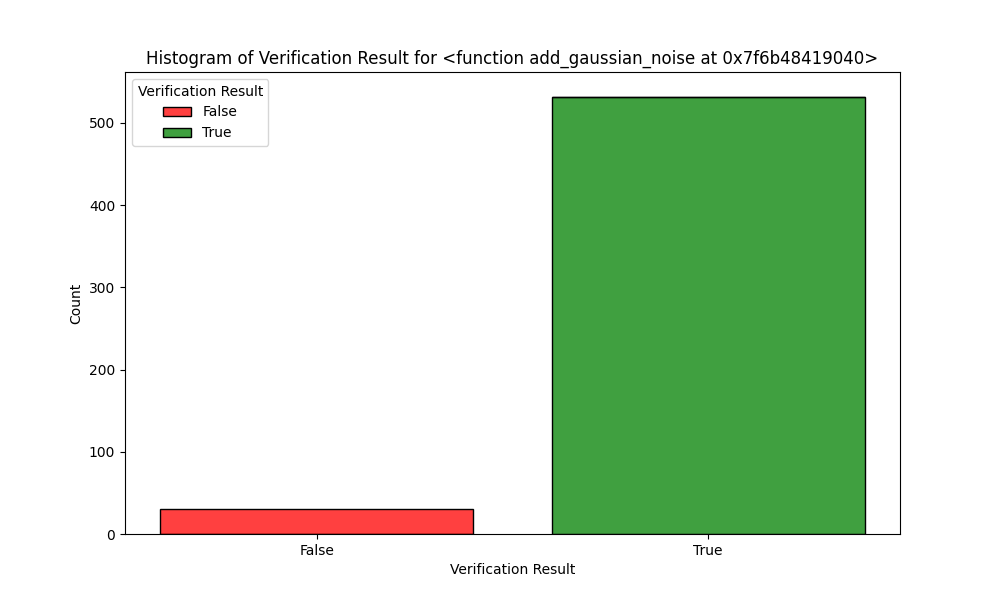 Histogram of Verification Result for <function add_gaussian_noise at 0x7f6b48419040>
Verification Result
False
True
500
400
300
200
100
0
Count
False
True
Verification Result